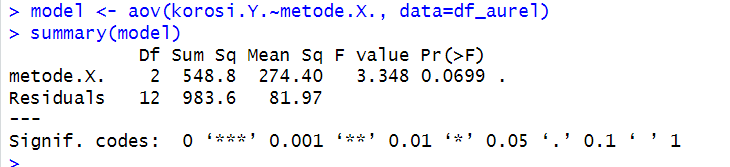 > model <- aov(korosi.Y.~metode.X., data=df_aurel)
> summary(model)
            Df Sum Sq Mean Sq F value Pr(>F)
metode.X.    2  548.8  274.40   3.348 0.0699 .
Residuals   12  983.6   81.97
---
Signif. codes:  0 ‘***’ 0.001 ‘**’ 0.01 ‘*’ 0.05 ‘.’ 0.1 ‘ ’ 1
>